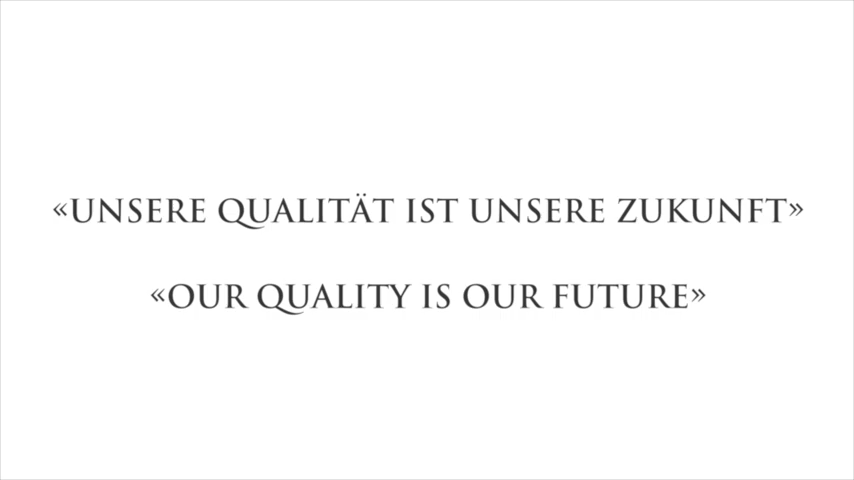 «UNSERE QUALITÄT IST UNSERE ZUKUNFT»
«OUR QUALITY IS OUR FUTURE»